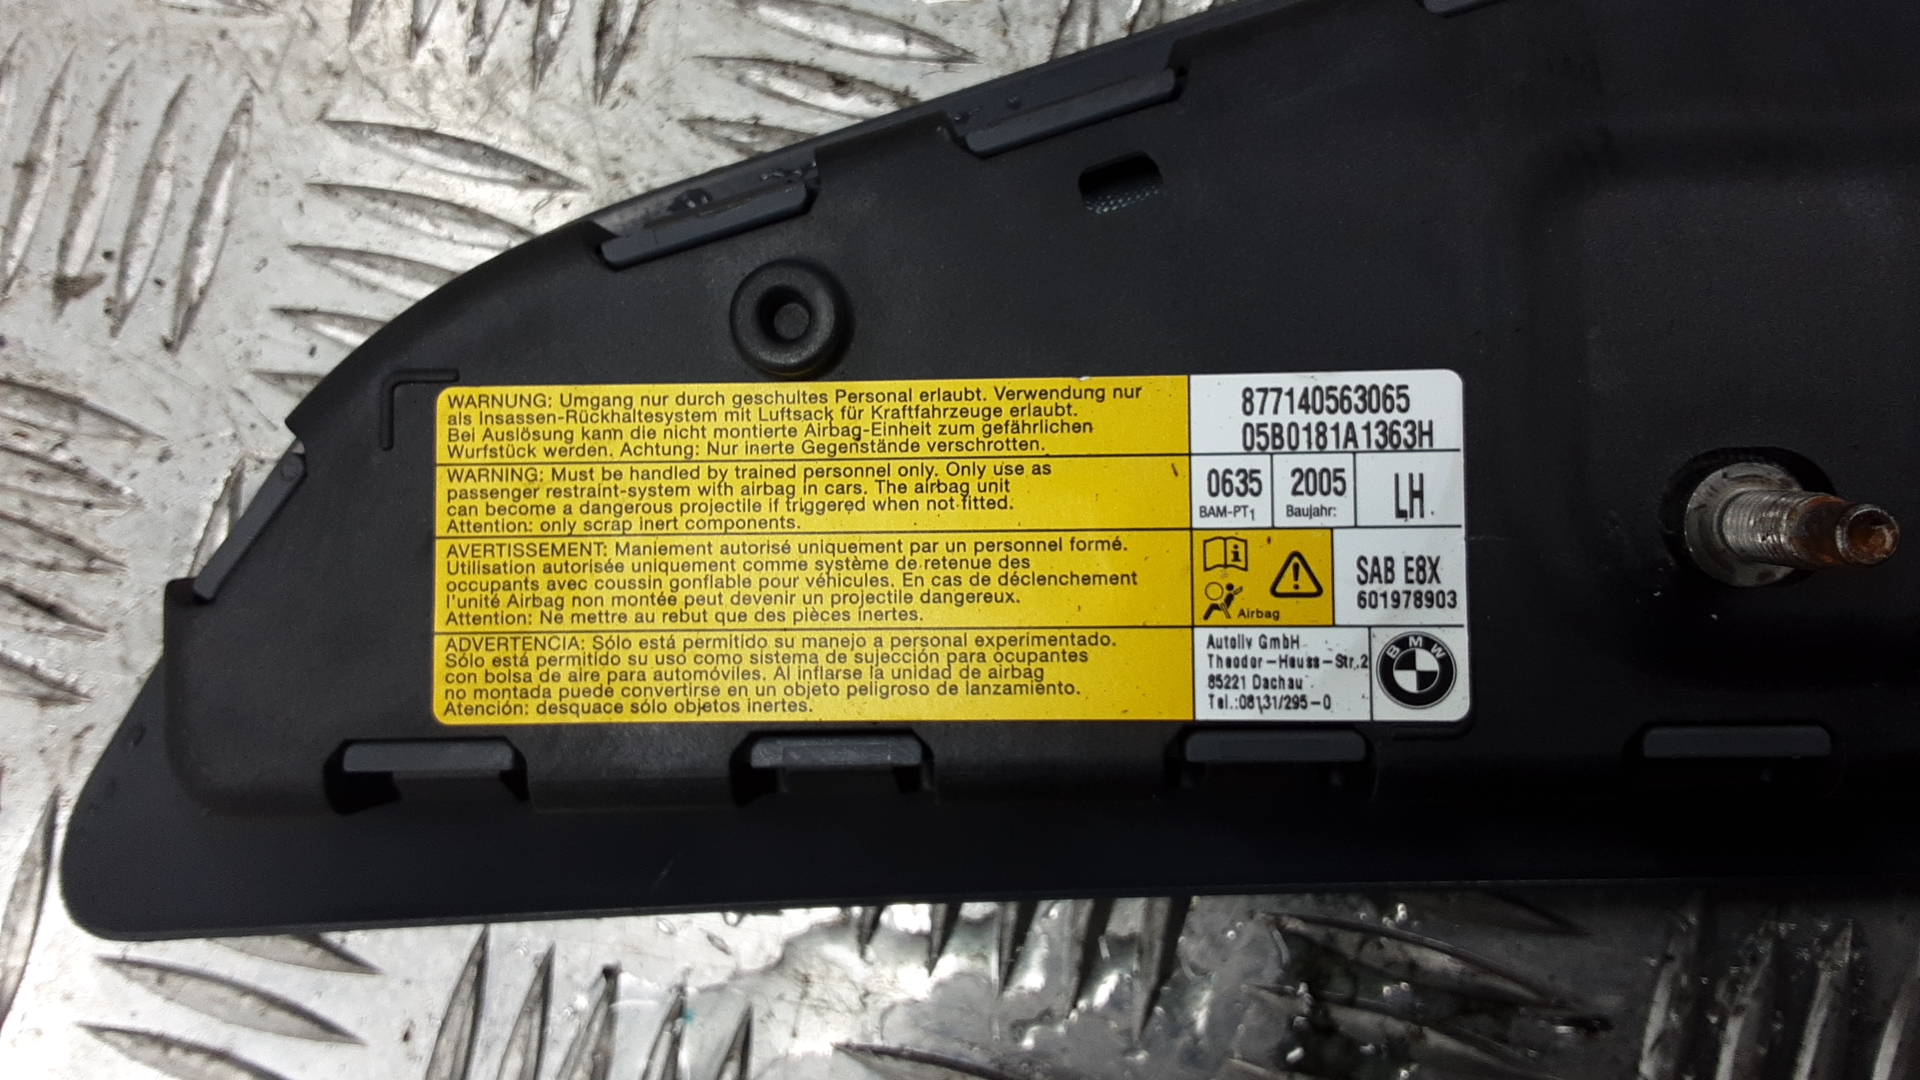 WARNUNG: Umgang nur durch geschultes Personal erlaubt. Verwendung nur
als Insassen-Rückhaltesystem mit Luftsack für Kraftfahrzeuge erlaubt.
Bei Auslösung kann die nicht montierte Airbag-Einheit zum gefährlichen
Wurfstück werden. Achtung: Nur inerte Gegenstände verschrotten.
WARNING: Must be handled by trained personnel only. Only use as
passenger restraint-system with airbag in cars. The airbag unit
can become a dangerous projectile if triggered when not fitted.
Attention: only scrap inert components.
AVERTISSEMENT: Maniement autorisé uniquement par un personnel formé.
Utilisation autorisée uniquement comme système de retenue des
occupants avec coussin gonflable pour véhicules. En cas de déclenchement
l'unité Airbag non montée peut devenir un projectile dangereux.
Attention: Ne mettre au rebut que des pièces inertes.
ADVERTENCIA: Sólo está permitido su manejo a personal experimentado.
Sólo está permitido su uso como sistema de sujección para ocupantes
con bolsa de aire para automóviles. Al inflarse la unidad de airbag
no montada puede convertirse en un objeto peligroso de lanzamiento.
Atención: desquace sólo objetos inertes.
877140563065
05B0181A1363H
0635 2005 LH
BAM-PT1 Baujahr:
Airbag
SAB E8X
601978903
Autoliv GmbH
Theodor-Heuss-Str.2
85221 Dachau
Tel.:08131/295-0
BMW